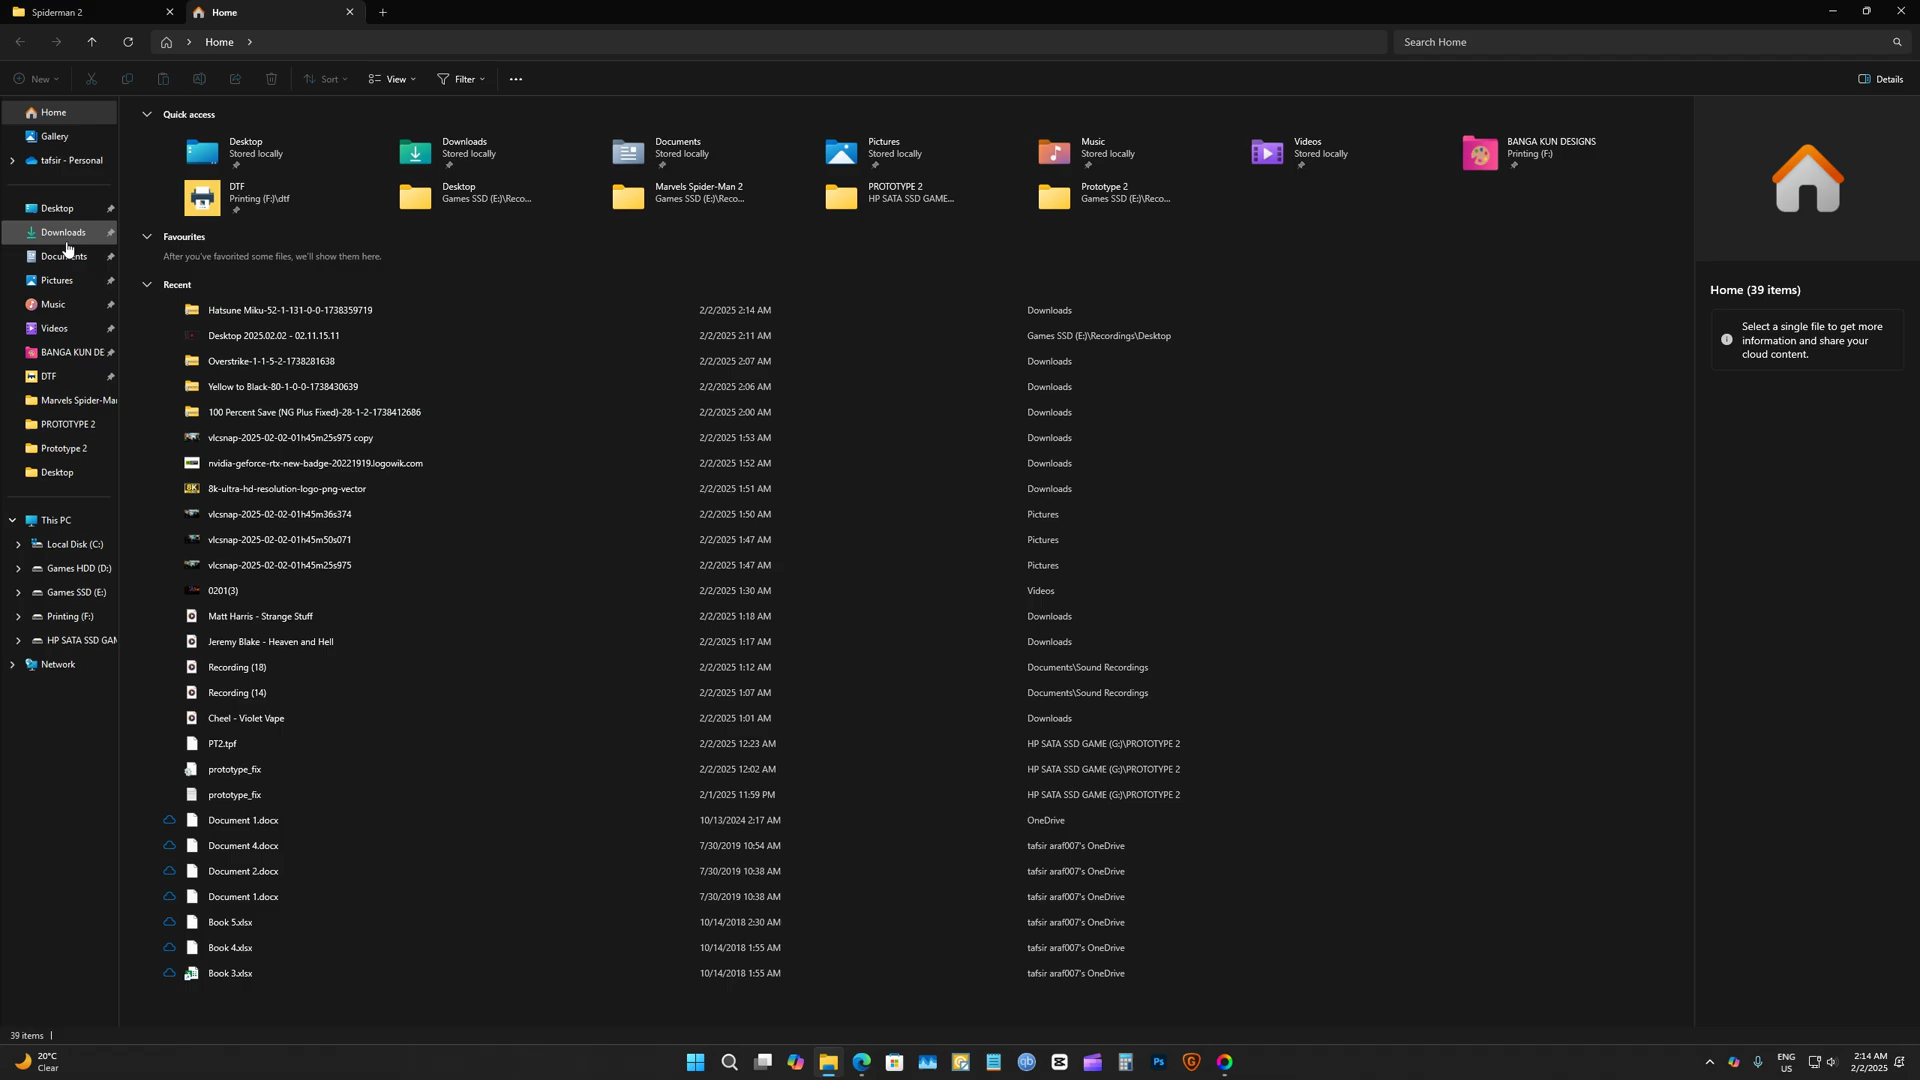 Spiderman 2
Home
Home
Search Home
New
Sort
View
Filter
Details
Home
Gallery
tafsir - Personal
Desktop
Downloads
Pictures
Music
Videos
BANGA KUN DE
DTF
Marvels Spider-Man
PROTOTYPE 2
Prototype 2
Desktop
This PC
Local Disk (C:)
Games HDD (D:)
Games SSD (E:)
Printing (F:)
HP SATA SSD GAM
Network
Quick access
Desktop
Stored locally
Downloads
Stored locally
Documents
Stored locally
Pictures
Stored locally
Music
Stored locally
Videos
Stored locally
BANGA KUN DESIGNS
Printing (F:)
DTF
Printing (F:)\dtf
Desktop
Games SSD (E:)\Reco...
Marvels Spider-Man 2
Games SSD (E:)\Reco...
PROTOTYPE 2
HP SATA SSD GAME...
Prototype 2
Games SSD (E:)\Reco...
Favourites
After you've favorited some files, we'll show them here.
Recent
Hatsune Miku-52-1-131-0-0-1738359719 2/2/2025 2:14 AM Downloads
Desktop 2025.02.02 - 02.11.15.11 2/2/2025 2:11 AM Games SSD (E:)\Recordings\Desktop
Overstrike-1-1-5-2-1738281638 2/2/2025 2:07 AM Downloads
Yellow to Black-80-1-0-0-1738430639 2/2/2025 2:06 AM Downloads
100 Percent Save (NG Plus Fixed)-28-1-2-1738412686 2/2/2025 2:00 AM Downloads
vlcsnap-2025-02-02-01h45m25s975 copy 2/2/2025 1:53 AM Downloads
nvidia-geforce-rtx-new-badge-20221919.logowik.com 2/2/2025 1:52 AM Downloads
8k-ultra-hd-resolution-logo-png-vector 2/2/2025 1:51 AM Downloads
vlcsnap-2025-02-02-01h45m36s374 2/2/2025 1:50 AM Pictures
vlcsnap-2025-02-02-01h45m50s071 2/2/2025 1:47 AM Pictures
vlcsnap-2025-02-02-01h45m25s975 2/2/2025 1:47 AM Pictures
0201(3) 2/2/2025 1:30 AM Videos
Matt Harris - Strange Stuff 2/2/2025 1:18 AM Downloads
Jeremy Blake - Heaven and Hell 2/2/2025 1:17 AM Downloads
Recording (18) 2/2/2025 1:12 AM Documents\Sound Recordings
Recording (14) 2/2/2025 1:07 AM Documents\Sound Recordings
Cheel - Violet Vape 2/2/2025 1:01 AM Downloads
PT2.tpf 2/2/2025 12:23 AM HP SATA SSD GAME (G:)\PROTOTYPE 2
prototype_fix 2/2/2025 12:02 AM HP SATA SSD GAME (G:)\PROTOTYPE 2
prototype_fix 2/1/2025 11:59 PM HP SATA SSD GAME (G:)\PROTOTYPE 2
Document 1.docx 10/13/2024 2:17 AM OneDrive
Document 4.docx 7/30/2019 10:54 AM tafsir araf007's OneDrive
Document 2.docx 7/30/2019 10:38 AM tafsir araf007's OneDrive
Document 1.docx 7/30/2019 10:38 AM tafsir araf007's OneDrive
Book 5.xlsx 10/14/2018 2:30 AM tafsir araf007's OneDrive
Book 4.xlsx 10/14/2018 1:55 AM tafsir araf007's OneDrive
Book 3.xlsx 10/14/2018 1:55 AM tafsir araf007's OneDrive
Home (39 items)
Select a single file to get more
information and share your
cloud content.
39 items
20°C
Clear
ENG
US
2:14 AM
2/2/2025